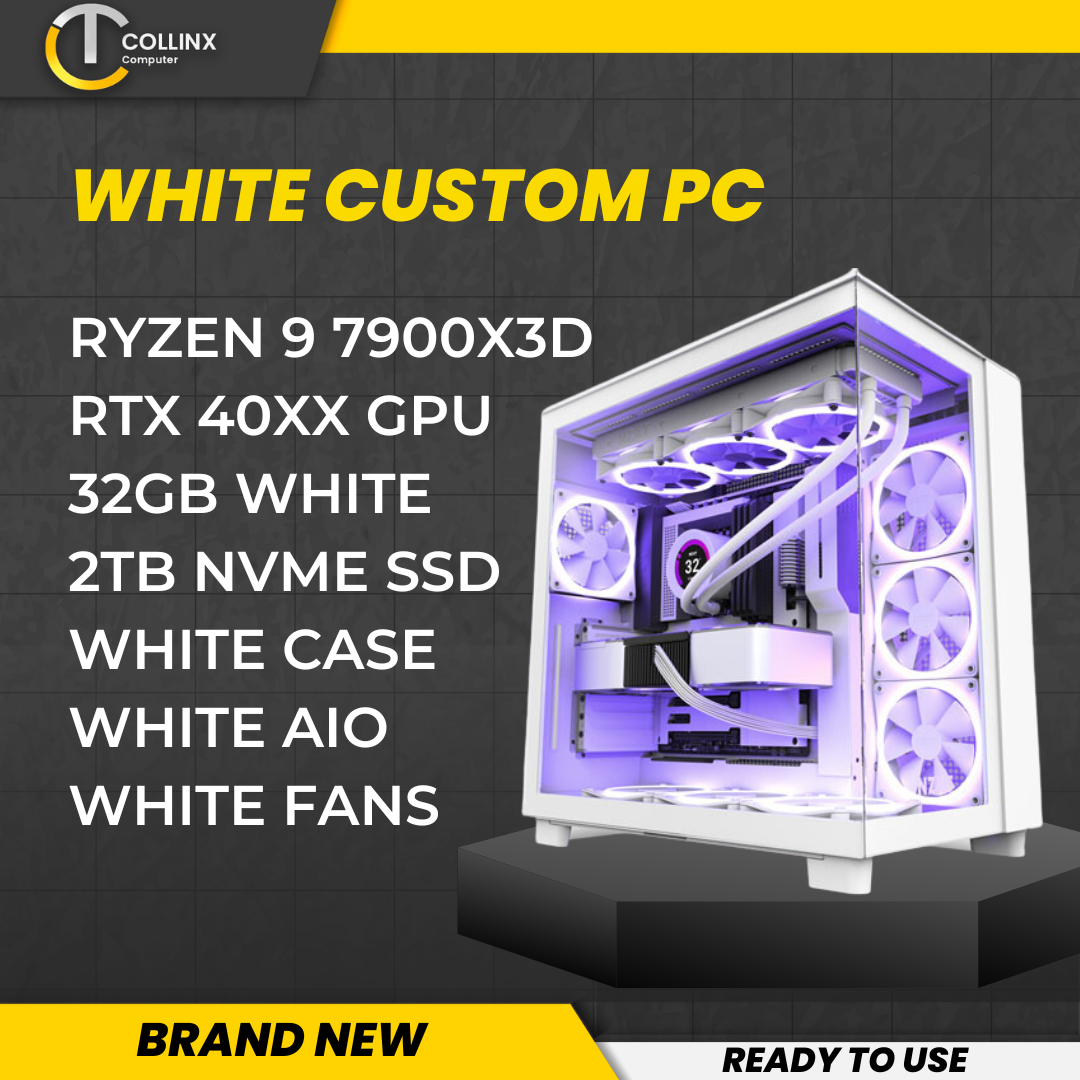 COLLINX
Computer
WHITE CUSTOM PC
RYZEN 9 7900X3D
RTX 40XX GPU
32GB WHITE
2TB NVME SSD
WHITE CASE
WHITE AIO
WHITE FANS
32
BRAND NEW
READY TO USE